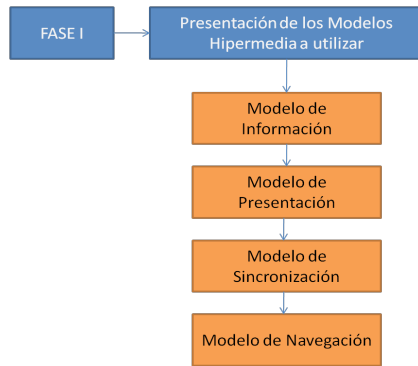 FASE I
Presentación de los Modelos
Hipermedia a utilizar
Modelo de
Información
Modelo de
Presentación
Modelo de
Sincronización
Modelo de Navegación